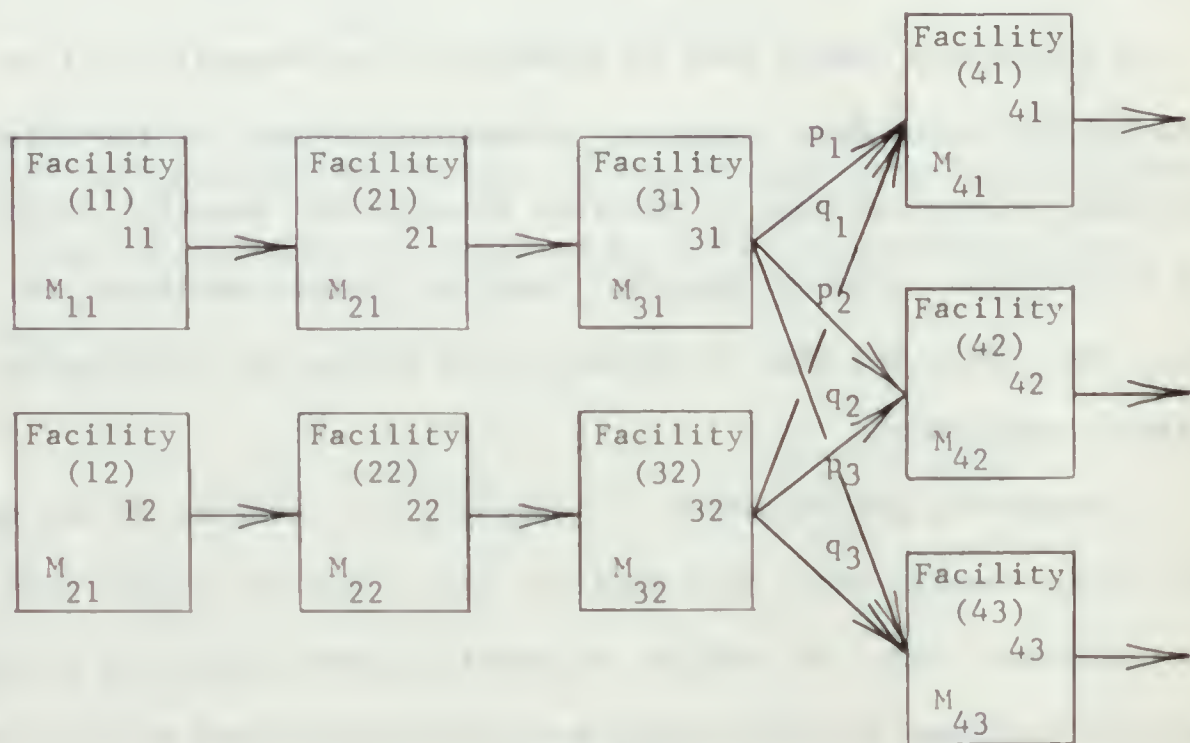 Facility
(41)
41
M41
Facility
(11)
11
M11
Facility
(21)
21
M21
Facility
(31)
31
M31
p1
q1
p2
q2
p3
q3
Facility
(42)
42
M42
Facility
(12)
12
M21
Facility
(22)
22
M22
Facility
(32)
32
M32
Facility
(43)
43
M43